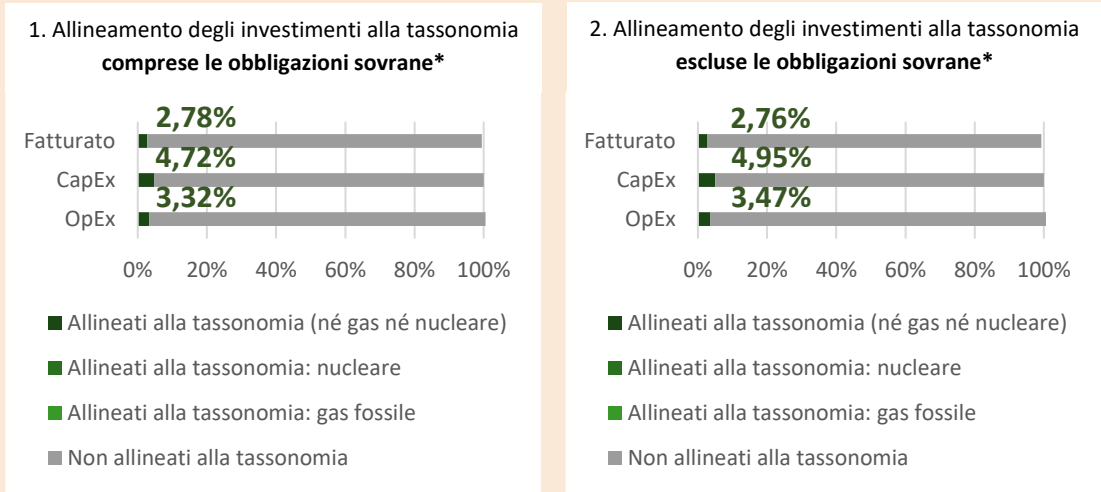 1. Allineamento degli investimenti alla tassonomia
comprese le obbligazioni sovrane*
2,78%
Fatturato
4,72%
CapEx
3,32%
OpEx
0% 20% 40% 60% 80% 100%
Allineati alla tassonomia (né gas né nucleare)
Allineati alla tassonomia: nucleare
Allineati alla tassonomia: gas fossile
Non allineati alla tassonomia
2. Allineamento degli investimenti alla tassonomia
escluse le obbligazioni sovrane*
2,76%
Fatturato
4,95%
CapEx
3,47%
OpEx
0% 20% 40% 60% 80% 100%
Allineati alla tassonomia (né gas né nucleare)
Allineati alla tassonomia: nucleare
Allineati alla tassonomia: gas fossile
Non allineati alla tassonomia